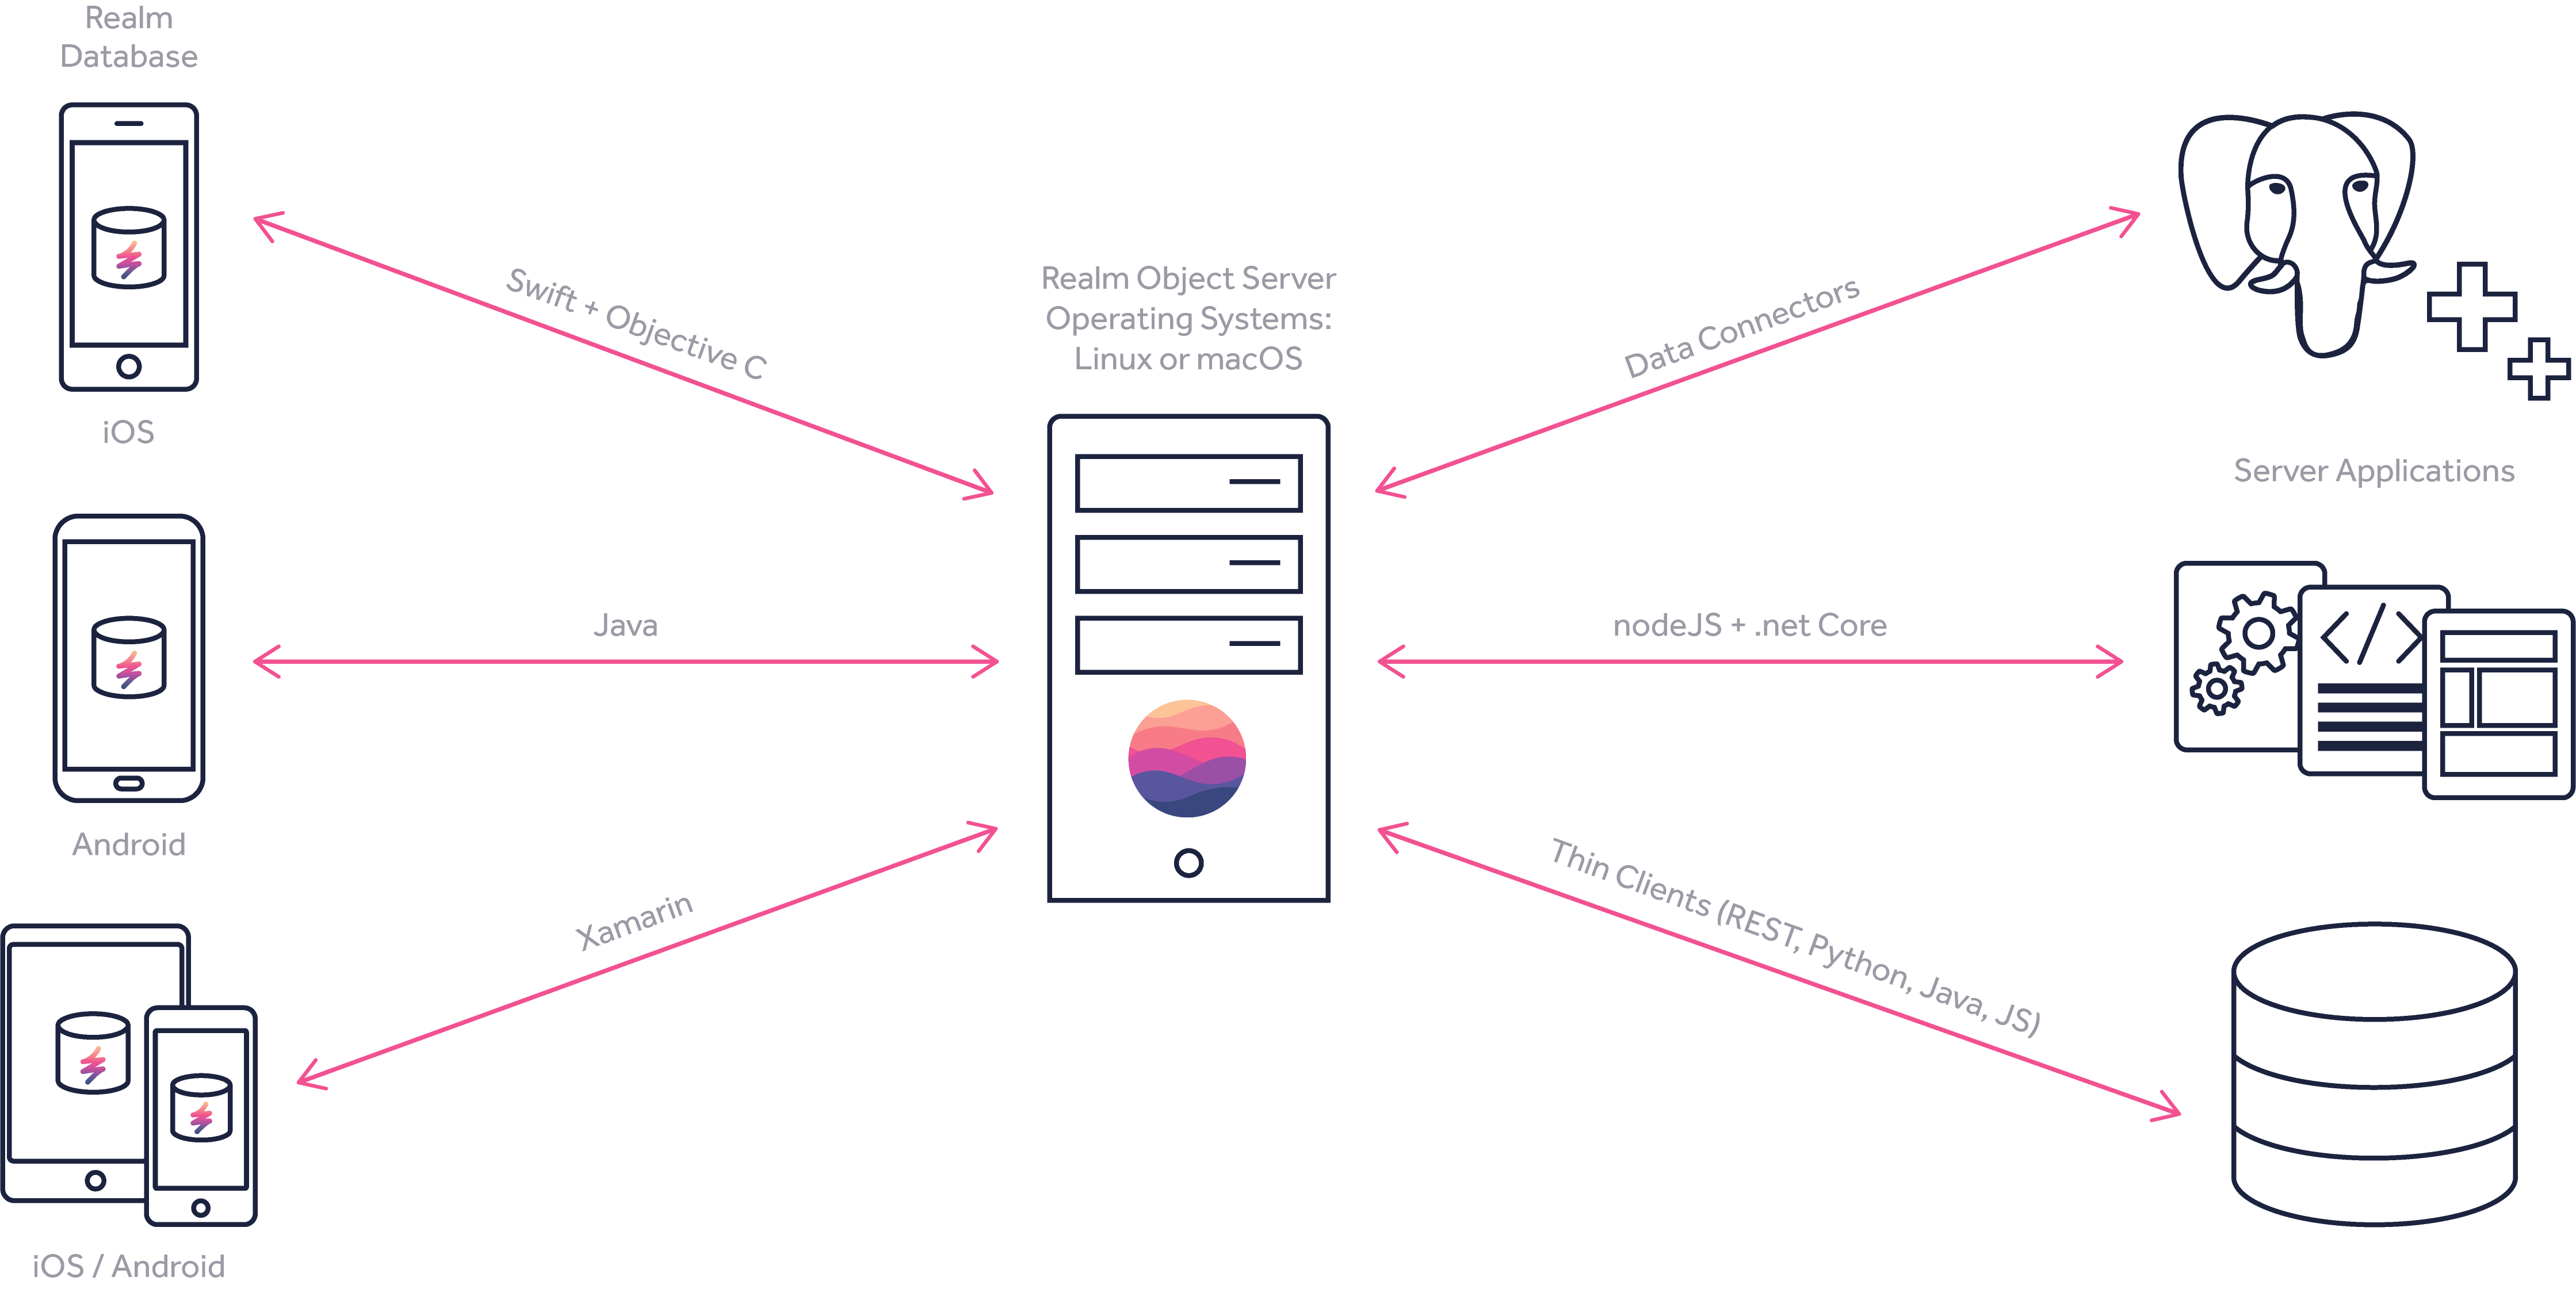 Realm
Database
iOS
Android
iOS / Android
Swift + Objective C
Java
Xamarin
Realm Object Server
Operating Systems:
Linux or macOS
Data Connectors
nodeJS + .net Core
Thin Clients (REST, Python, Java, JS)
Server Applications
</>